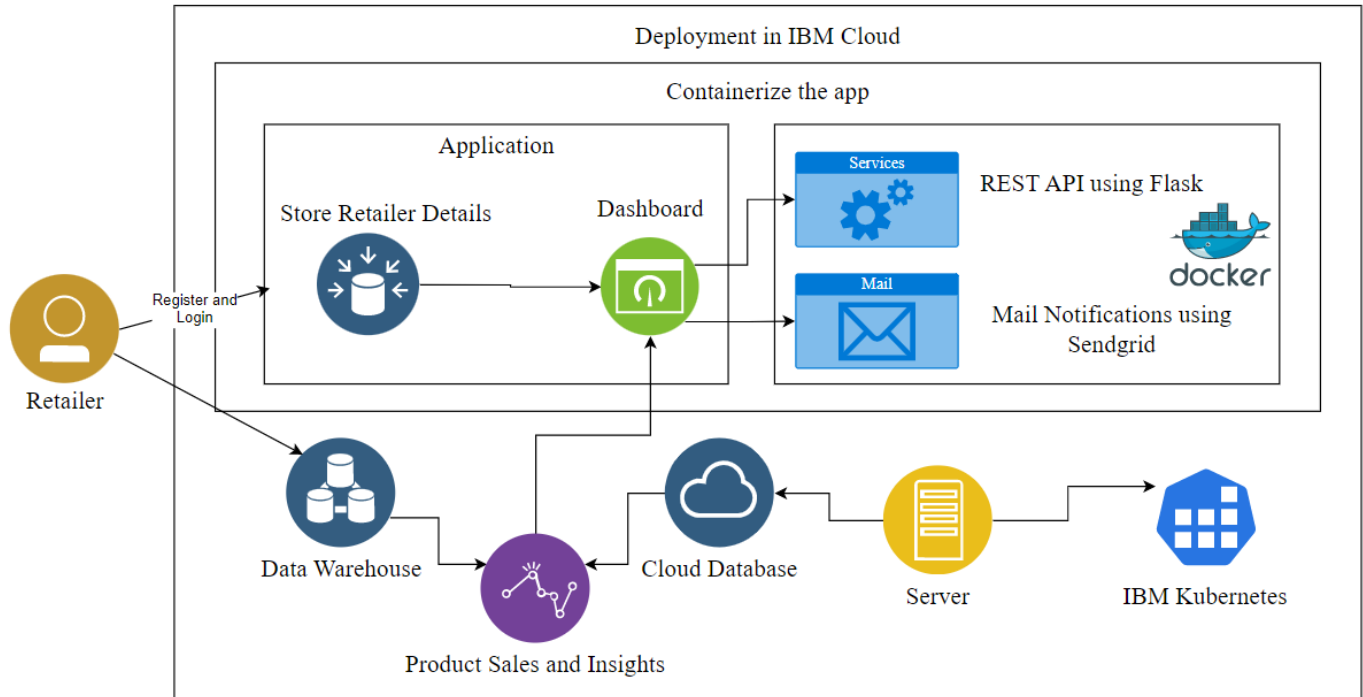 Deployment in IBM Cloud
Containerize the app
Application
Services
REST API using Flask
Store Retailer Details
Dashboard
docker
Mail
Mail Notifications using
Sendgrid
Register and
Login
Retailer
Data Warehouse
Cloud Database
Server
IBM Kubernetes
Product Sales and Insights